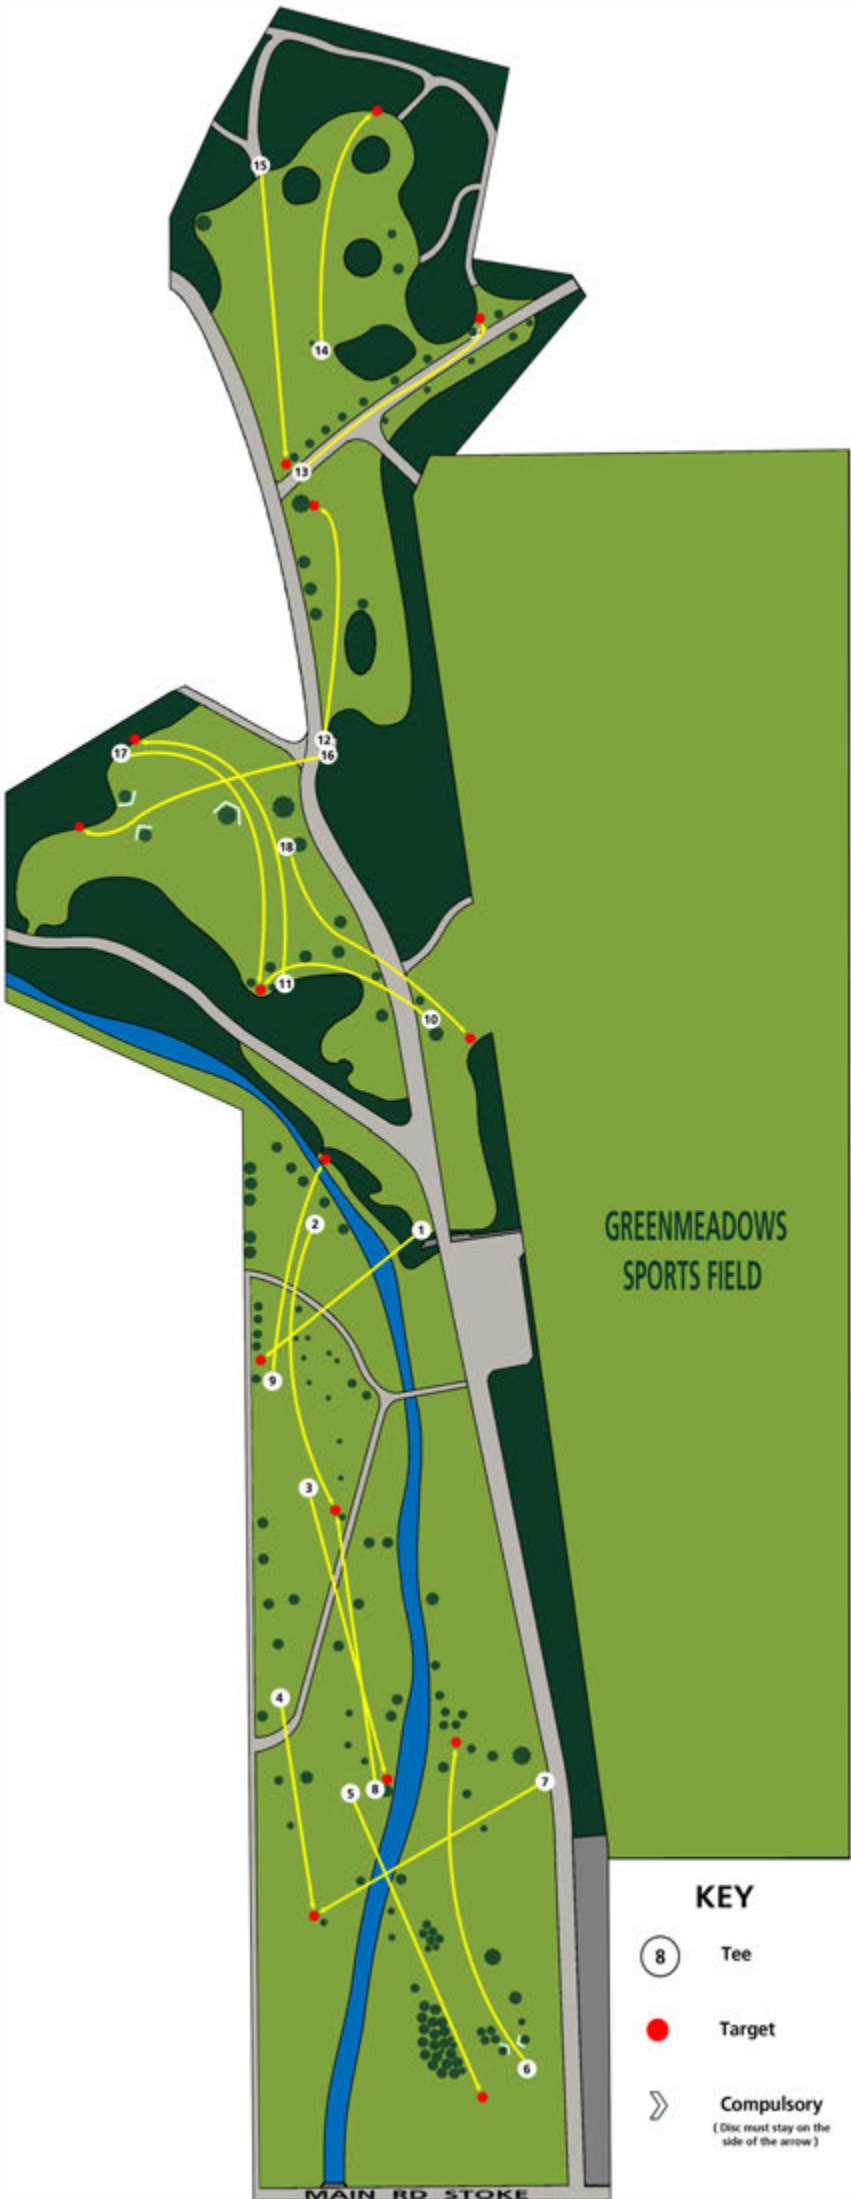 15
14
13
12
16
17
18
11
10
GREENMEADOWS
SPORTS FIELD
2
1
9
3
4
5
8
7
6
KEY
8 Tee
Target
Compulsory
( Disc must stay on the
side of the arrow )
MAIN RD STOKE